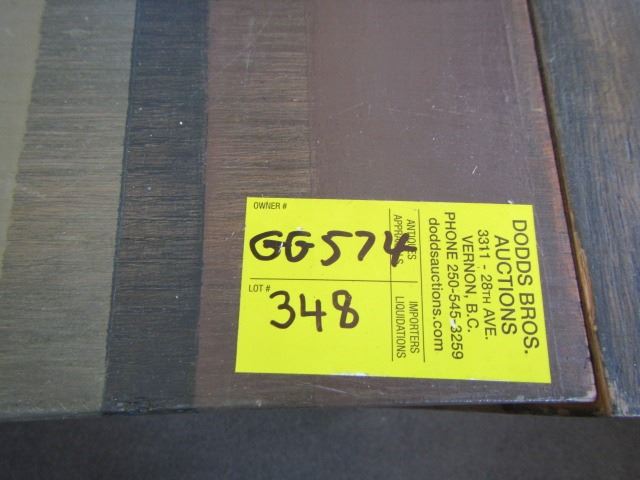 OWNER #
GG574
LOT #
348
ANTIQUES
APPRAISALS
IMPORTERS
LIQUIDATIONS
DODDS BROS.
AUCTIONS
3311 - 28TH AVE.
VERNON, B.C.
PHONE 250-545-3259
doddsauctions.com